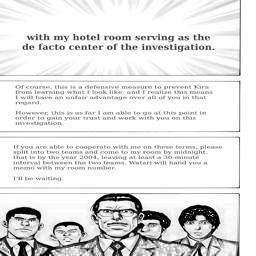 with my hotel room serving as the
de facto center of the investigation.
Of course, this is a defensive measure to prevent Kira
from learning what I look like, and I realize this means
I will have an unfair advantage over all of you in that
regard.
However, this is as far I am able to go at this point in
order to gain your trust and work with you on this
investigation.
If you are able to cooperate with me on these terms, please
split into two teams and come to my room by midnight,
that is by the year 2004, leaving at least a 30-minute
interval between the two teams. Watari will hand you a
memo with my room number.
I'll be waiting.